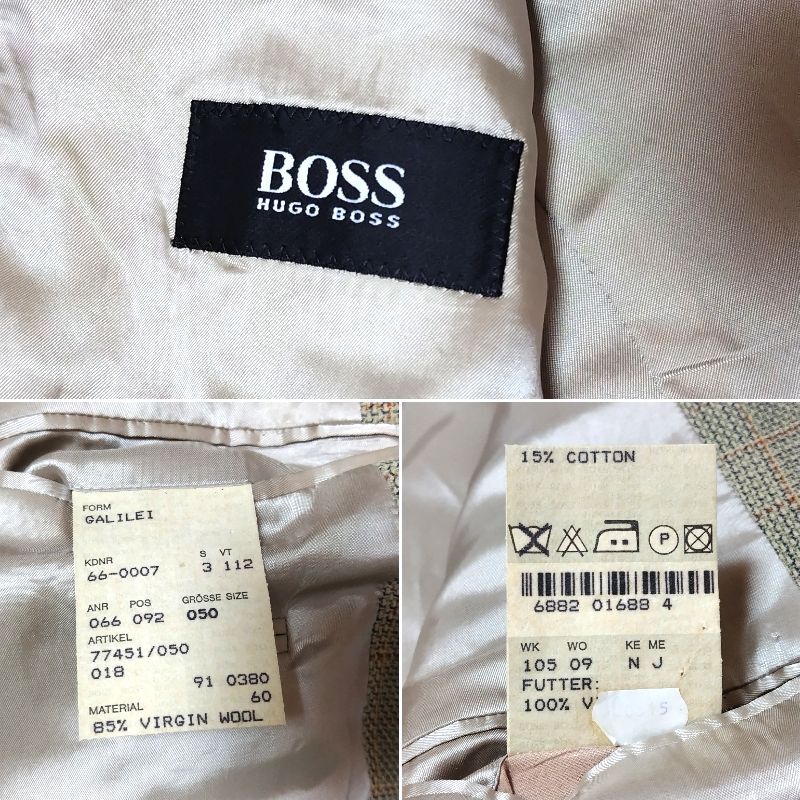 BOSS
HUGO BOSS
FORM
GALILEI
KDNR S VT
66-0007 3 112
ANR POS GRÖSSE SIZE
066 092 050
ARTIKEL
77451/050
018
91 0380
60
MATERIAL
85% VIRGIN WOOL
15% COTTON
P
6882 01688 4
WK WO KE ME
105 09 N J
FUTTER:
100% V
5